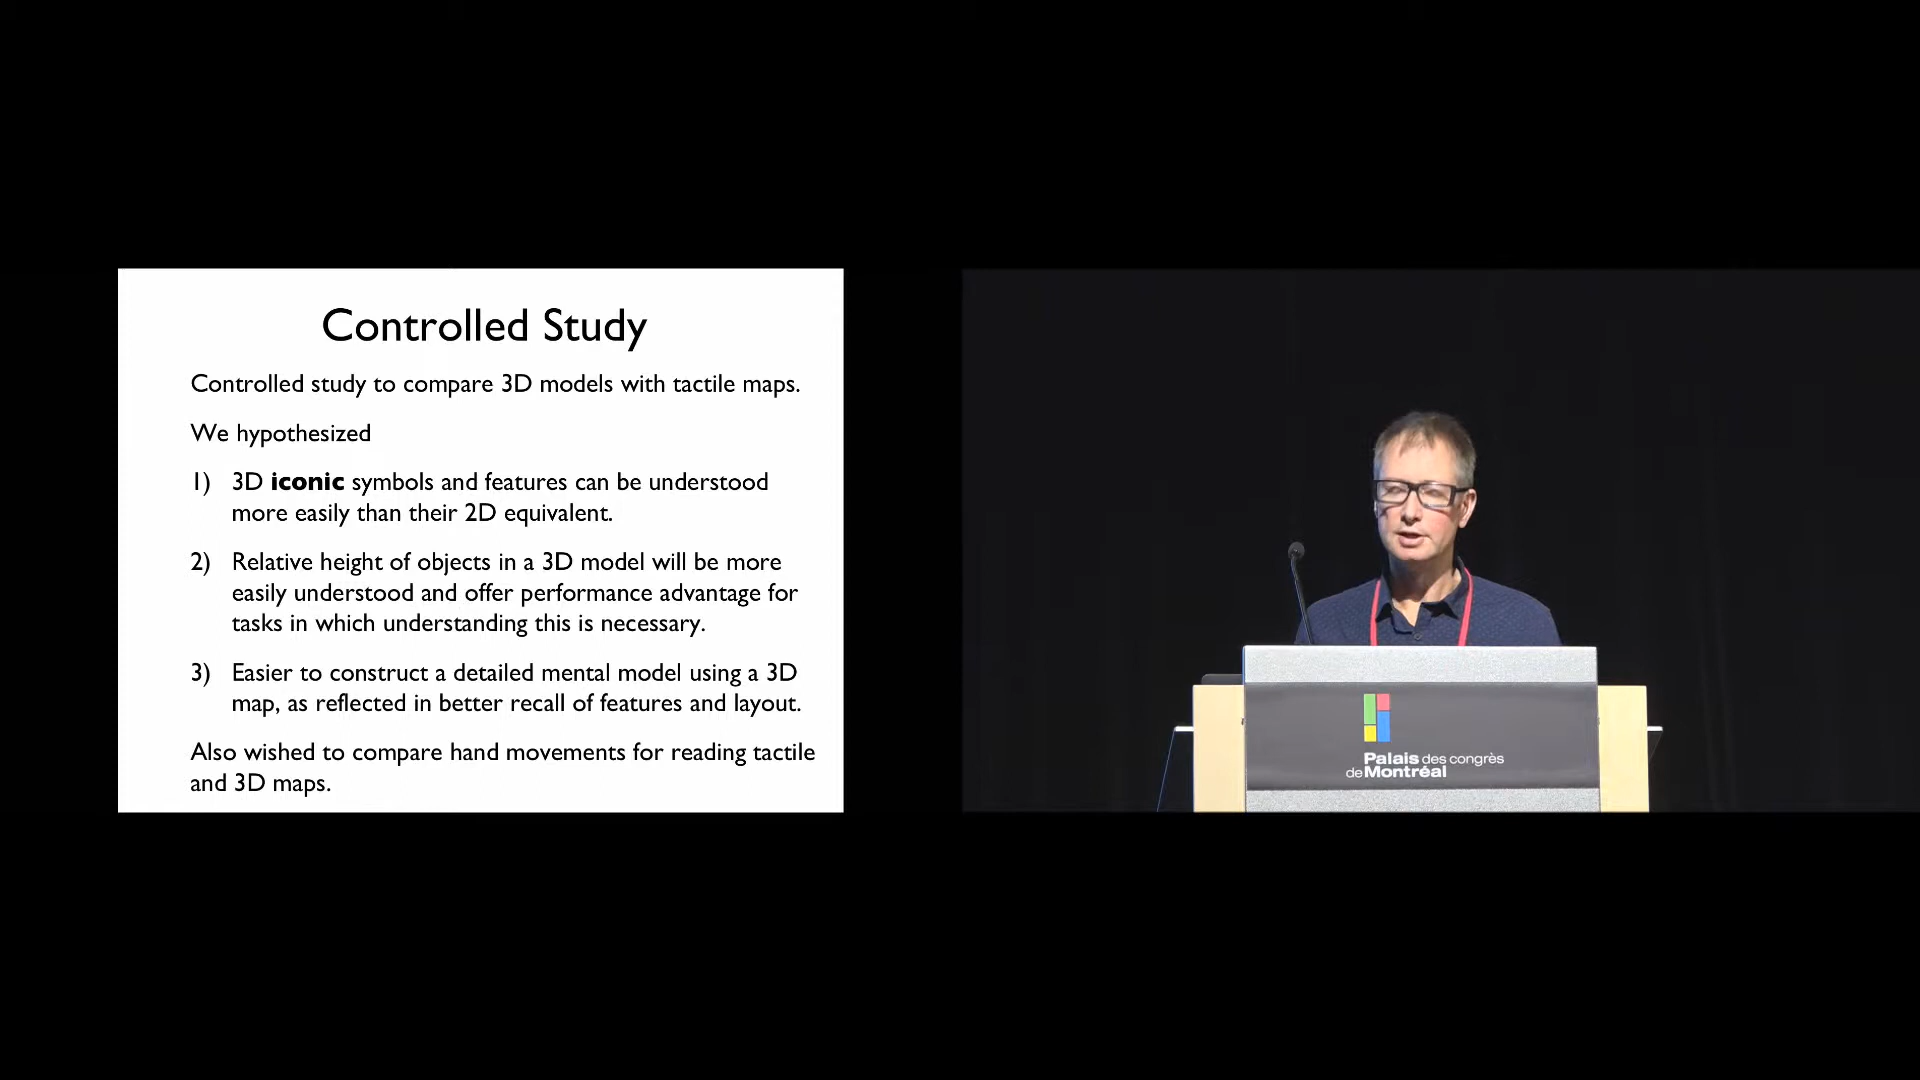 Controlled Study
Controlled study to compare 3D models with tactile maps.
We hypothesized
1) 3D iconic symbols and features can be understood
more easily than their 2D equivalent.
2) Relative height of objects in a 3D model will be more
easily understood and offer performance advantage for
tasks in which understanding this is necessary.
3) Easier to construct a detailed mental model using a 3D
map, as reflected in better recall of features and layout.
Also wished to compare hand movements for reading tactile
and 3D maps.
Palais des congrès
de Montréal